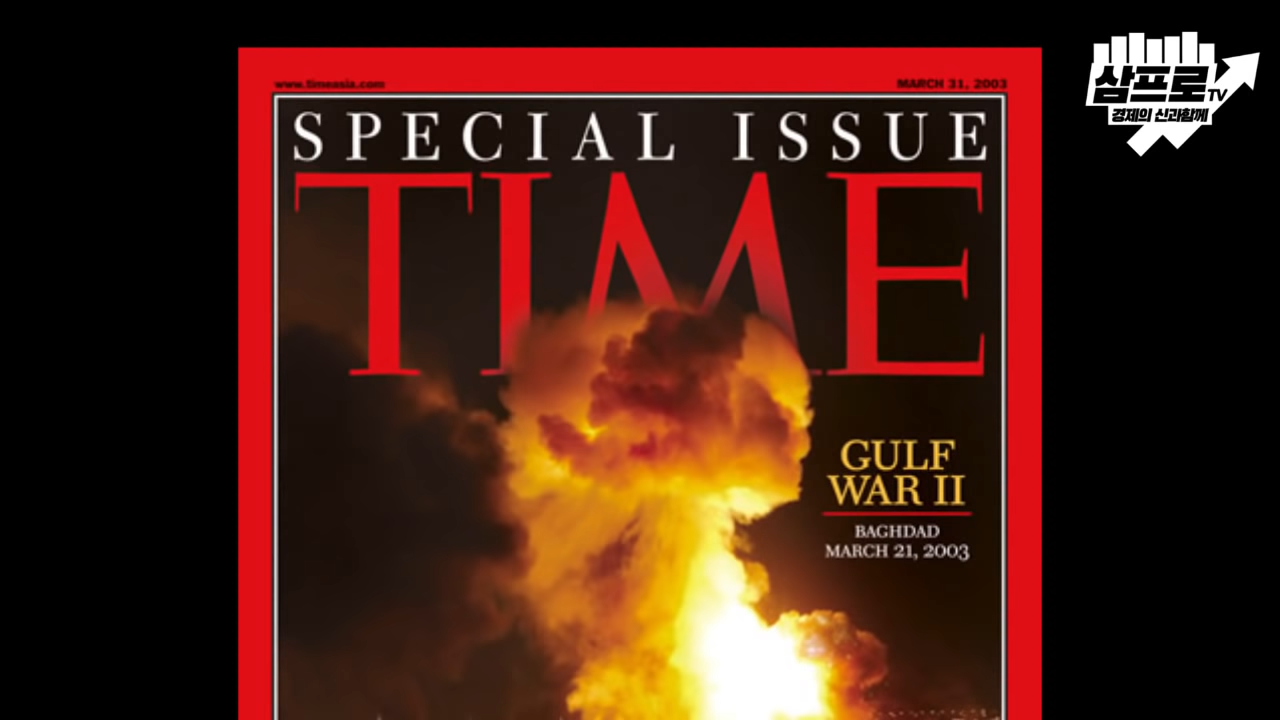 www.timeasia.com
MARCH 31, 2003
SPECIAL ISSUE
TIME
GULF
WAR II
BAGHDAD
MARCH 21, 2003
삼프로TV
경제의 신과함께